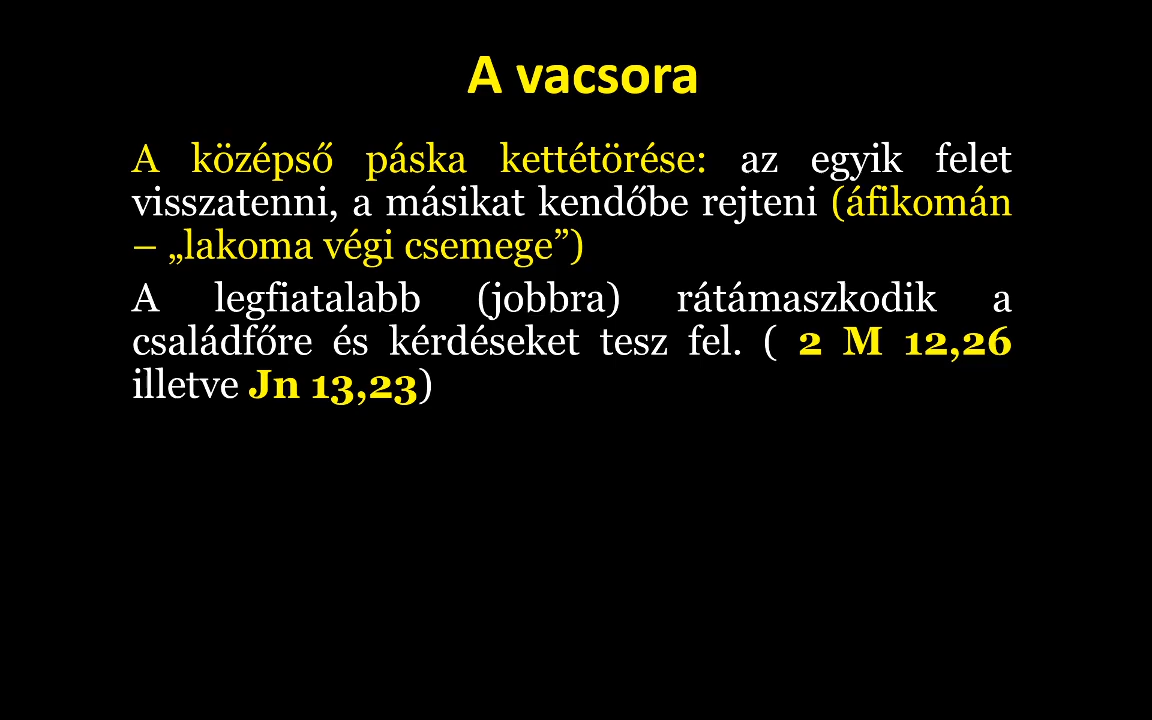 A vacsora
A középső páska kettétörése: az egyik felet
visszatenni, a másikat kendőbe rejteni (áfikomán
– „lakoma végi csemege”)
A legfiatalabb (jobbra) rátámaszkodik a
családfőre és kérdéseket tesz fel. ( 2 M 12,26
illetve Jn 13,23)